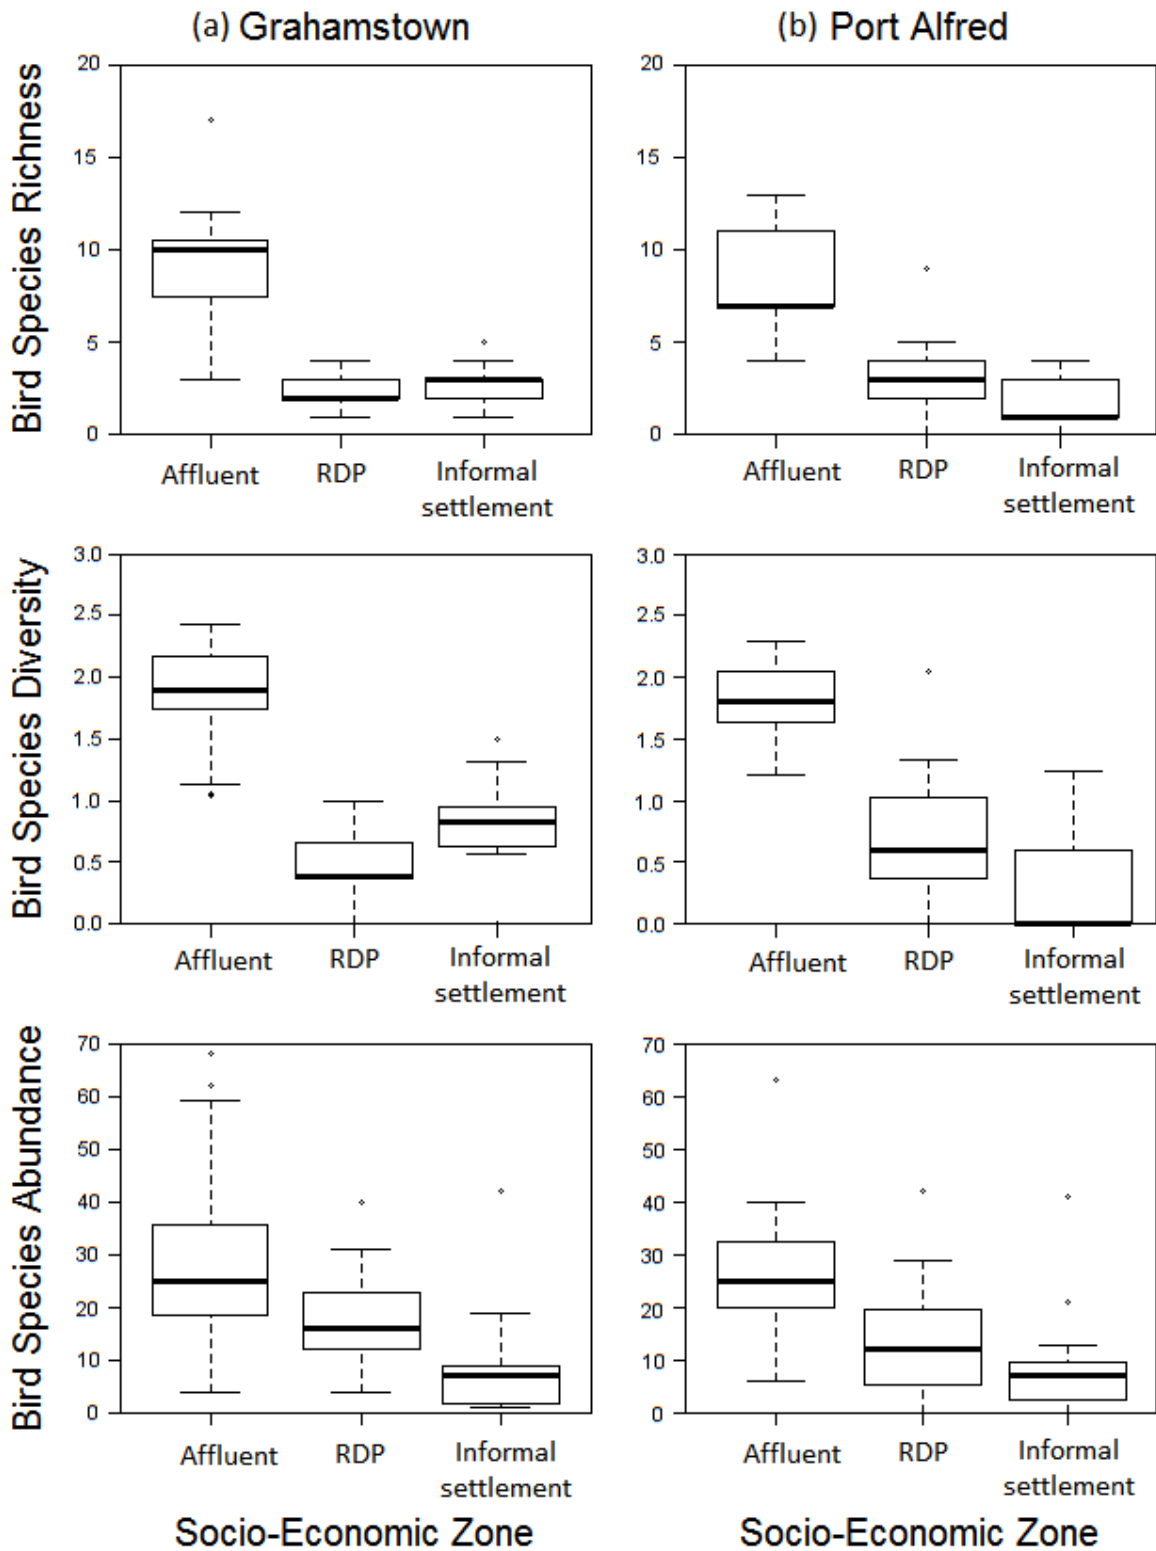 (a) Grahamstown
(b) Port Alfred
Bird Species Richness
20
15
10
5
0
Affluent
RDP
Informal
settlement
20
15
10
5
0
Affluent
RDP
Informal
settlement
Bird Species Diversity
3.0
2.5
2.0
1.5
1.0
0.5
0.0
Affluent
RDP
Informal
settlement
3.0
2.5
2.0
1.5
1.0
0.5
0.0
Affluent
RDP
Informal
settlement
Bird Species Abundance
70
60
50
40
30
20
10
0
Affluent
RDP
Informal
settlement
70
60
50
40
30
20
10
0
Affluent
RDP
Informal
settlement
Socio-Economic Zone
Socio-Economic Zone